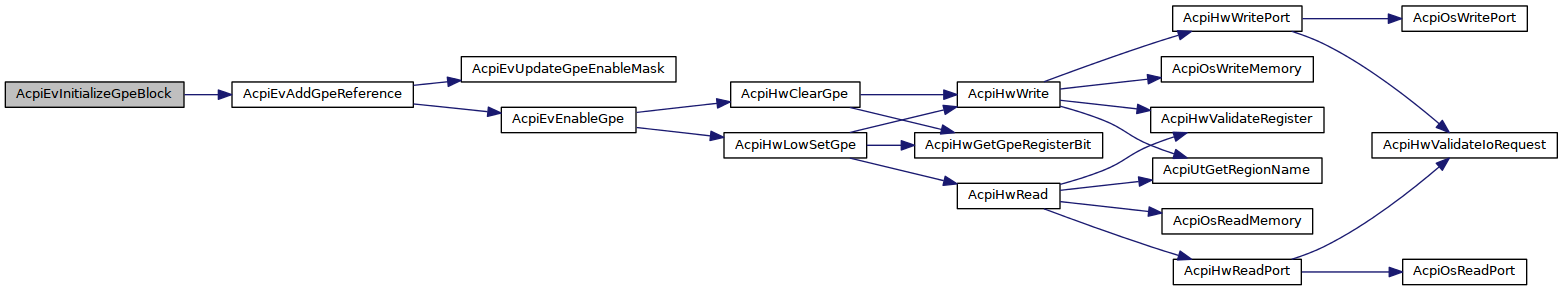 AcpiEvInitializeGpeBlock
AcpiEvAddGpeReference
AcpiEvUpdateGpeEnableMask
AcpiEvEnableGpe
AcpiHwClearGpe
AcpiHwLowSetGpe
AcpiHwWrite
AcpiHwGetGpeRegisterBit
AcpiHwRead
AcpiHwWritePort
AcpiOsWriteMemory
AcpiHwValidateRegister
AcpiUtGetRegionName
AcpiOsReadMemory
AcpiHwReadPort
AcpiOsWritePort
AcpiHwValidateIoRequest
AcpiOsReadPort